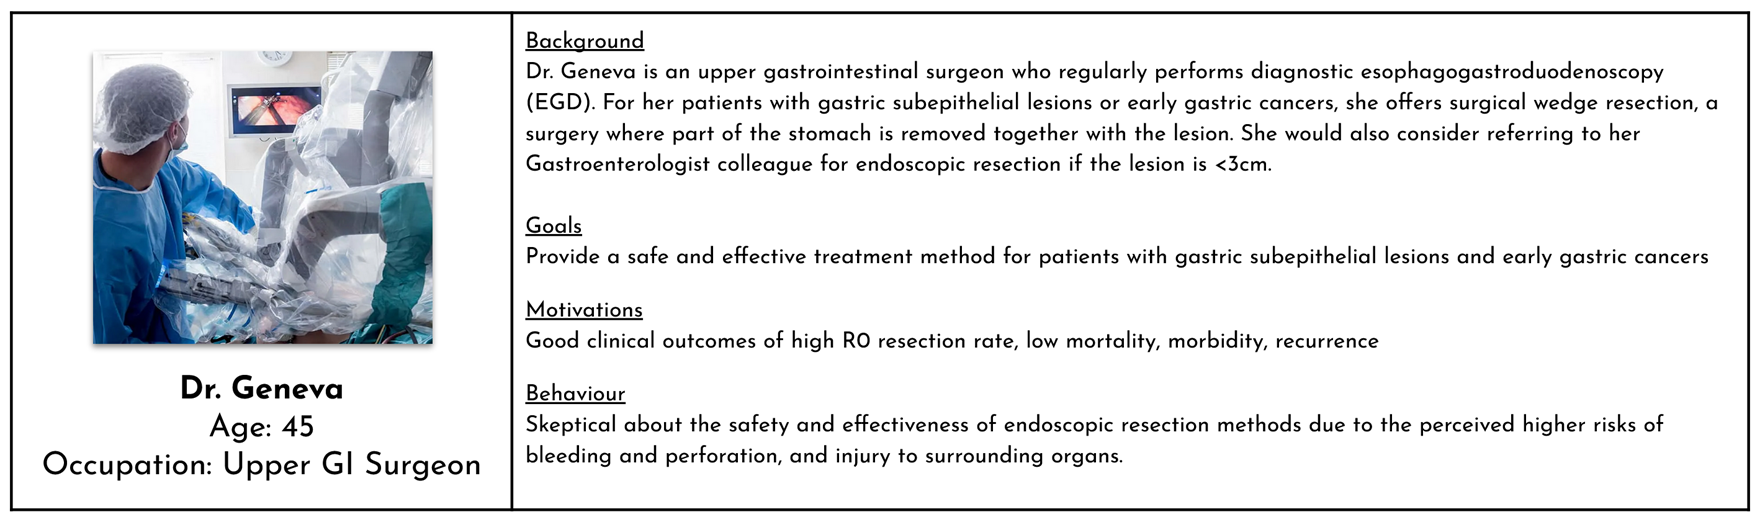 Dr. Geneva
Age: 45
Occupation: Upper GI Surgeon
Background
Dr. Geneva is an upper gastrointestinal surgeon who regularly performs diagnostic esophagogastroduodenoscopy
(EGD). For her patients with gastric subepithelial lesions or early gastric cancers, she offers surgical wedge resection, a
surgery where part of the stomach is removed together with the lesion. She would also consider referring to her
Gastroenterologist colleague for endoscopic resection if the lesion is <3cm.
Goals
Provide a safe and effective treatment method for patients with gastric subepithelial lesions and early gastric cancers
Motivations
Good clinical outcomes of high R0 resection rate, low mortality, morbidity, recurrence
Behaviour
Skeptical about the safety and effectiveness of endoscopic resection methods due to the perceived higher risks of
bleeding and perforation, and injury to surrounding organs.